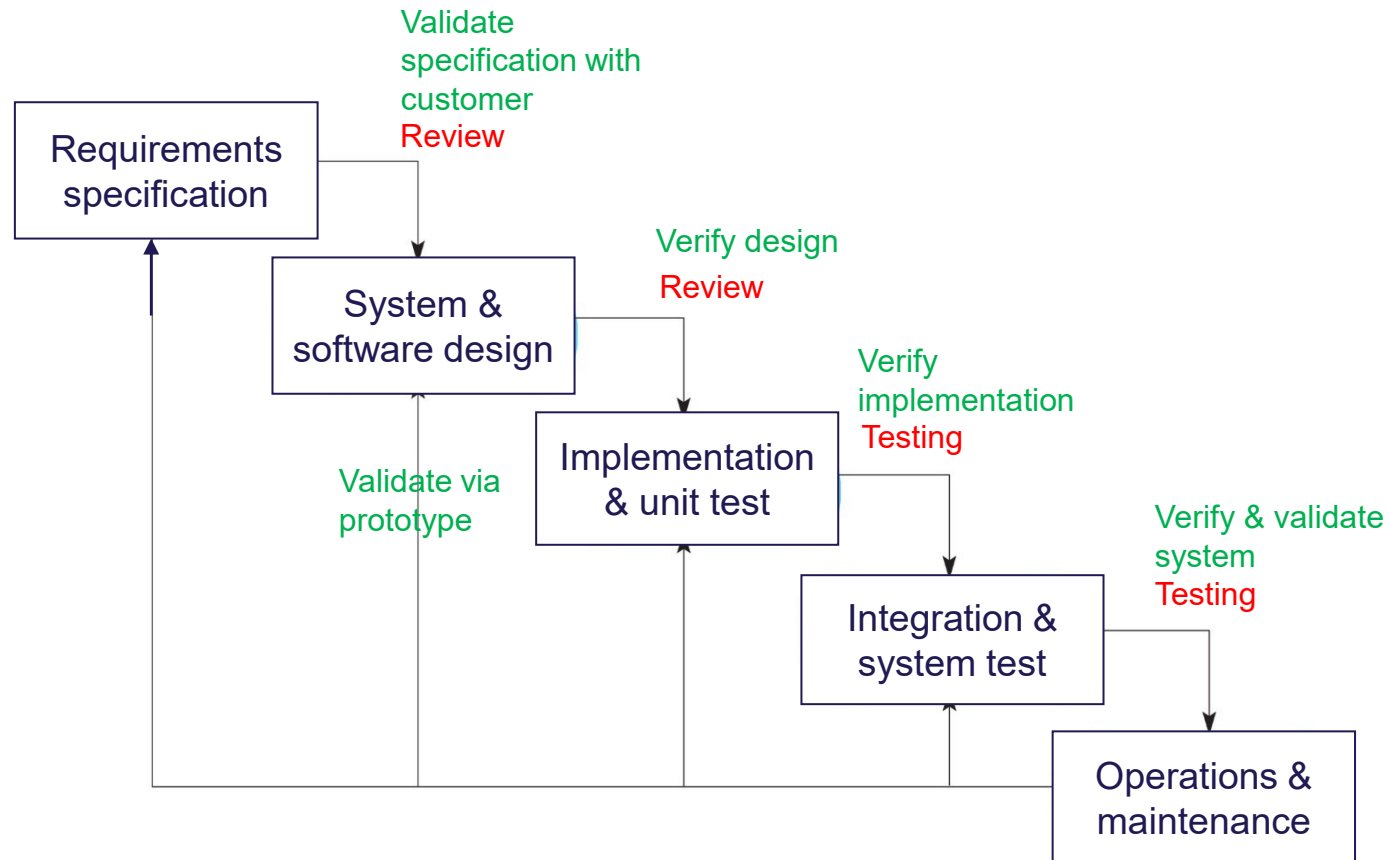 Validate
specification with
customer
Review
Requirements
specification
Verify design
Review
System &
software design
Verify
implementation
Testing
Implementation
& unit test
Validate via
prototype
Verify & validate
system
Testing
Integration &
system test
Operations &
maintenance